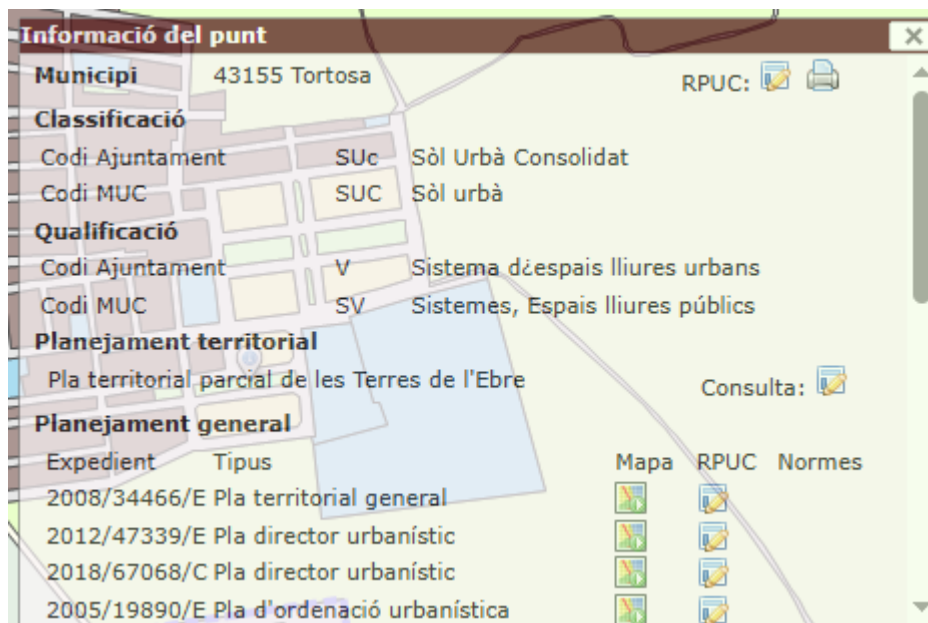 Informació del punt
Municipi 43155 Tortosa RPUC:
Classificació
Codi Ajuntament SUc Sòl Urbà Consolidat
Codi MUC SUC Sòl urbà
Qualificació
Codi Ajuntament V Sistema d¿espais lliures urbans
Codi MUC SV Sistemes, Espais lliures públics
Planejament territorial
Pla territorial parcial de les Terres de l'Ebre Consulta:
Planejament general
Expedient Tipus Mapa RPUC Normes
2008/34466/E Pla territorial general
2012/47339/E Pla director urbanístic
2018/67068/C Pla director urbanístic
2005/19890/E Pla d'ordenació urbanística